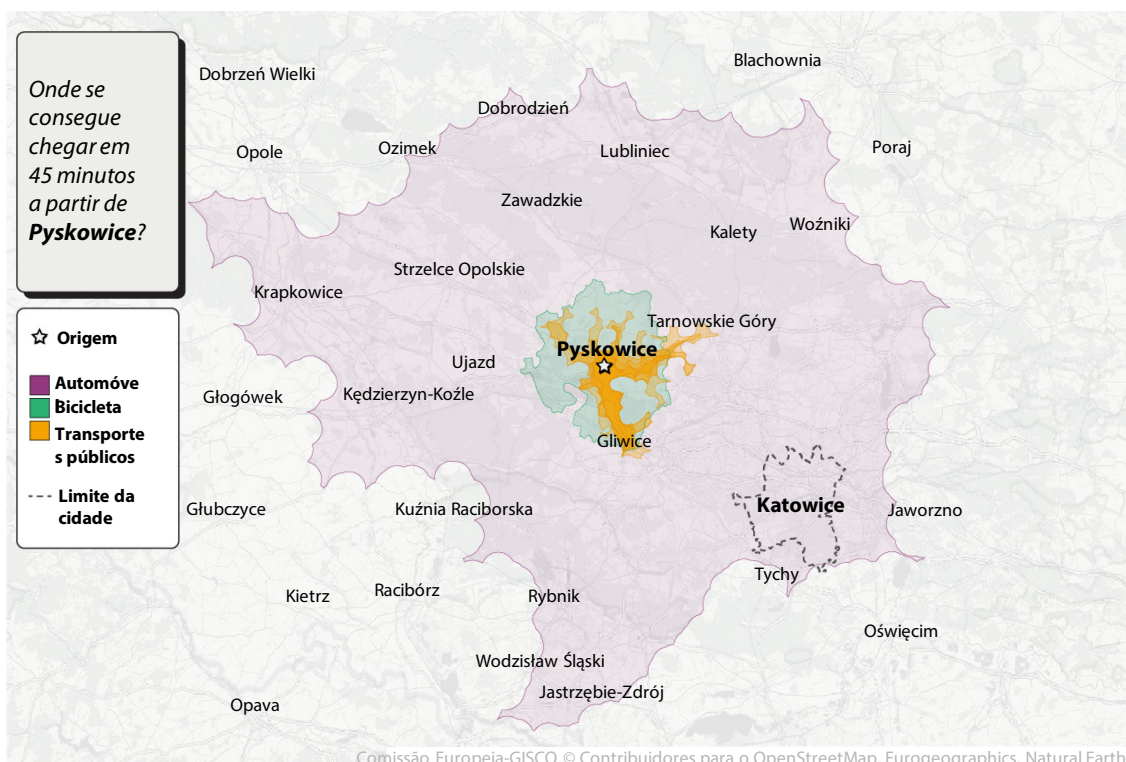 Onde se
consegue
chegar em
45 minutos
a partir de
Pyskowice?
Origem
Automóve
Bicicleta
Transporte
s públicos
Limite da
cidade
Blachownia
Dobrzeń Wielki
Dobrodzień
Poraj
Ozimek
Opole
Lubliniec
Zawadzkie
Woźniki
Kalety
Strzelce Opolskie
Krapkowice
Tarnowskie Góry
Pyskowice
Ujazd
Kędzierzyn-Koźle
Głogówek
Gliwice
Katowice
Głubczyce
Kuźnia Raciborska
Jaworzno
Tychy
Racibórz
Kietrz
Rybnik
Oświęcim
Wodzisław Śląski
Jastrzębie-Zdrój
Opava
Comissão Europeia-GISCO © Contribuidores para o OpenStreetMap, Eurogeographics, Natural Earth